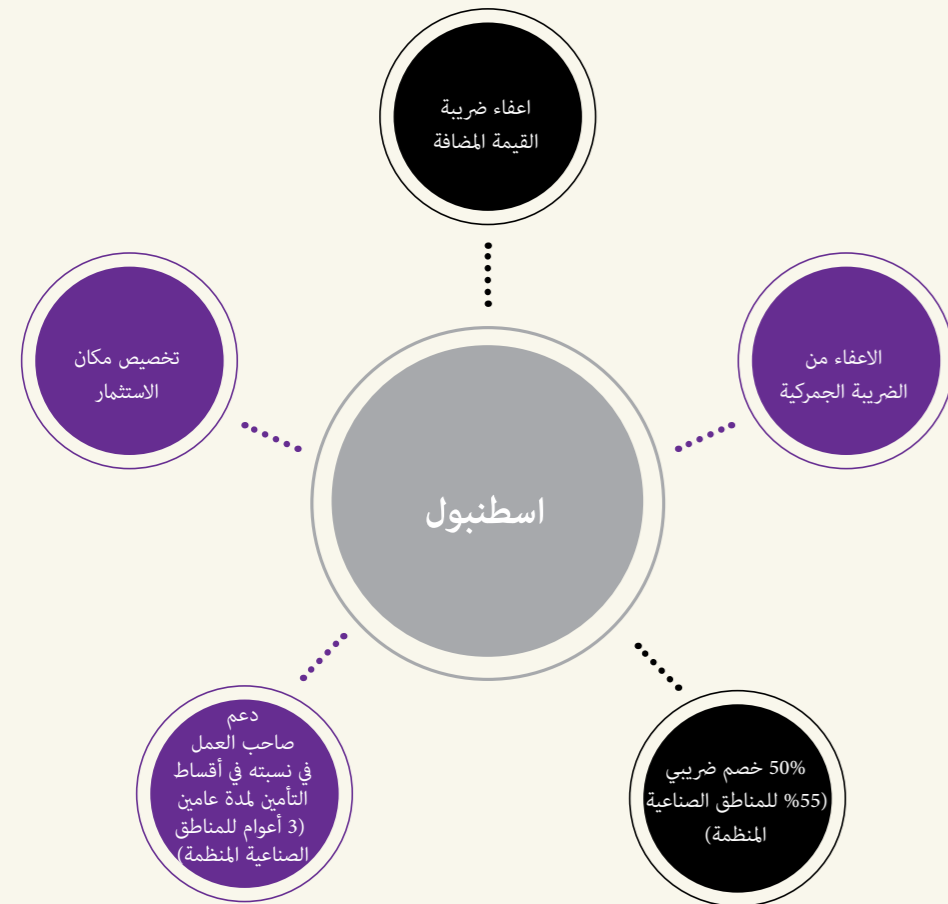 اعفاء ضريبة
القيمة المضافة
الاعفاء من
الضريبة الجمركية
تخصيص مكان
الاستثمار
اسطنبول
50% خصم ضريبي
(55% للمناطق الصناعية
المنظمة)
دعم
صاحب العمل
في نسبته في أقساط
التأمين لمدة عامين
(3 أعوام للمناطق
الصناعية المنظمة)